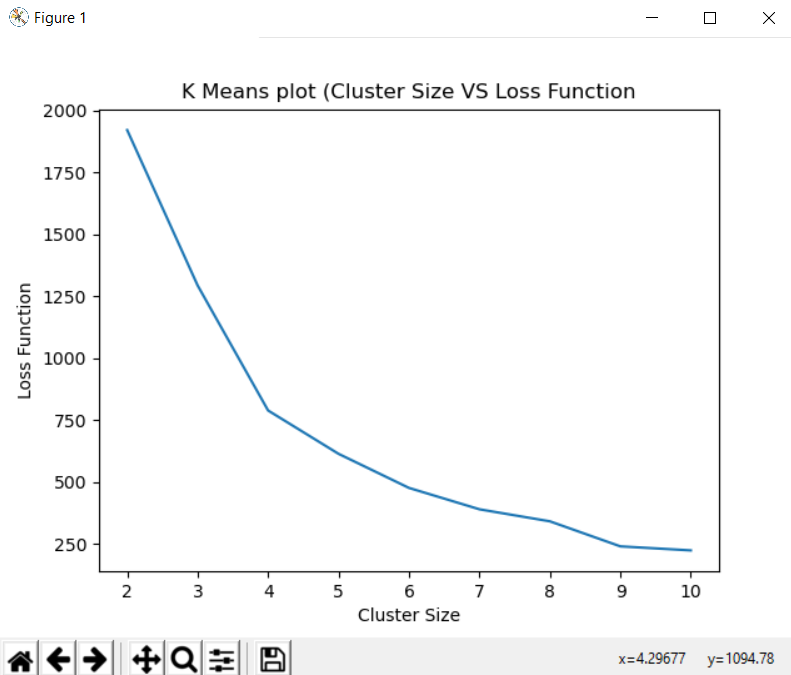 Figure 1
K Means plot (Cluster Size VS Loss Function
2000
1750
1500
1250
1000
750
500
250
Loss Function
2 3 4 5 6 7 8 9 10
Cluster Size
x=4.29677 y=1094.78